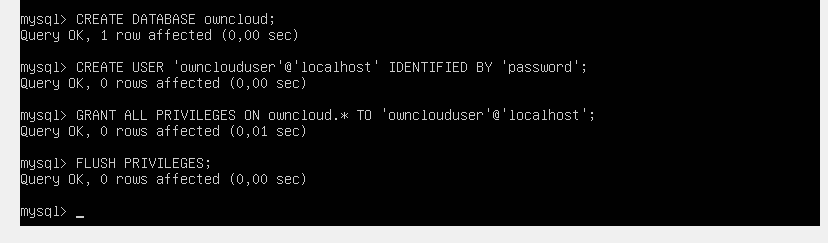 mysql> CREATE DATABASE owncloud;
Query OK, 1 row affected (0,00 sec)
mysql> CREATE USER 'ownclouduser'@'localhost' IDENTIFIED BY 'password';
Query OK, 0 rows affected (0,00 sec)
mysql> GRANT ALL PRIVILEGES ON owncloud.* TO 'ownclouduser'@'localhost';
Query OK, 0 rows affected (0,01 sec)
mysql> FLUSH PRIVILEGES;
Query OK, 0 rows affected (0,00 sec)
mysql> _